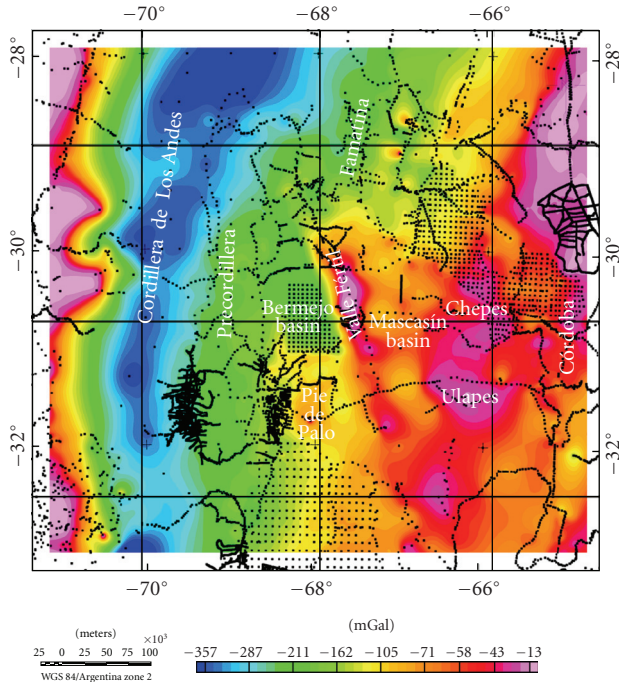 −70° −68° −66°
−28° −28°
Cordillera de Los Andes
Famatina
Precordillera
−30° −30°
Valle Fértil
Bermejo
basin
Mascasín
basin
Chepes
Córdoba
Pie
de
Palo
Ulapes
−32° −32°
−70° −68° −66°
(meters)
25 0 25 50 75 100 ×10³
WGS 84/Argentina zone 2
(mGal)
−357 −287 −211 −162 −105 −71 −58 −43 −13